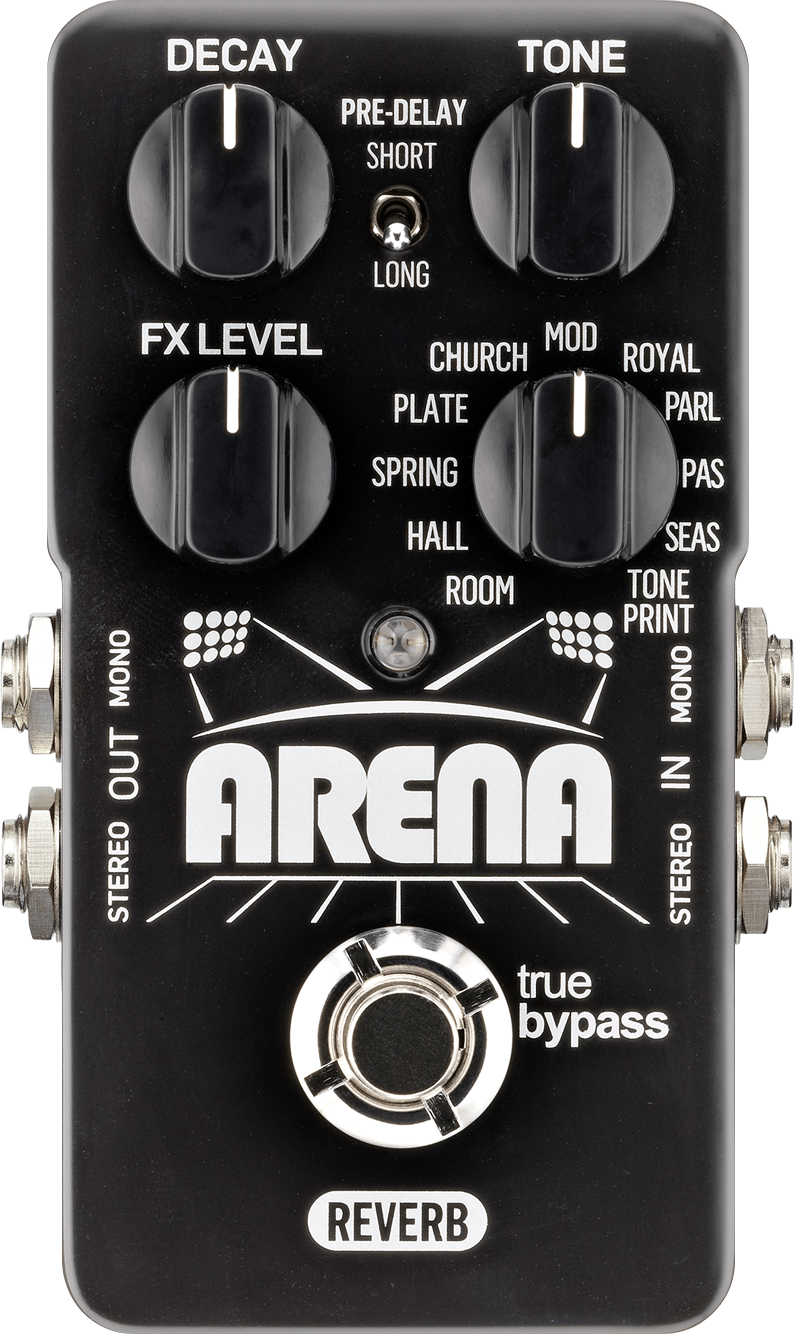 DECAY
TONE
PRE-DELAY
SHORT
LONG
FX LEVEL
MOD
CHURCH
ROYAL
PLATE
PARL
SPRING
PAS
HALL
SEAS
ROOM
TONE
PRINT
MONO
OUT
STEREO
MONO
IN
STEREO
ARENA
true
bypass
REVERB